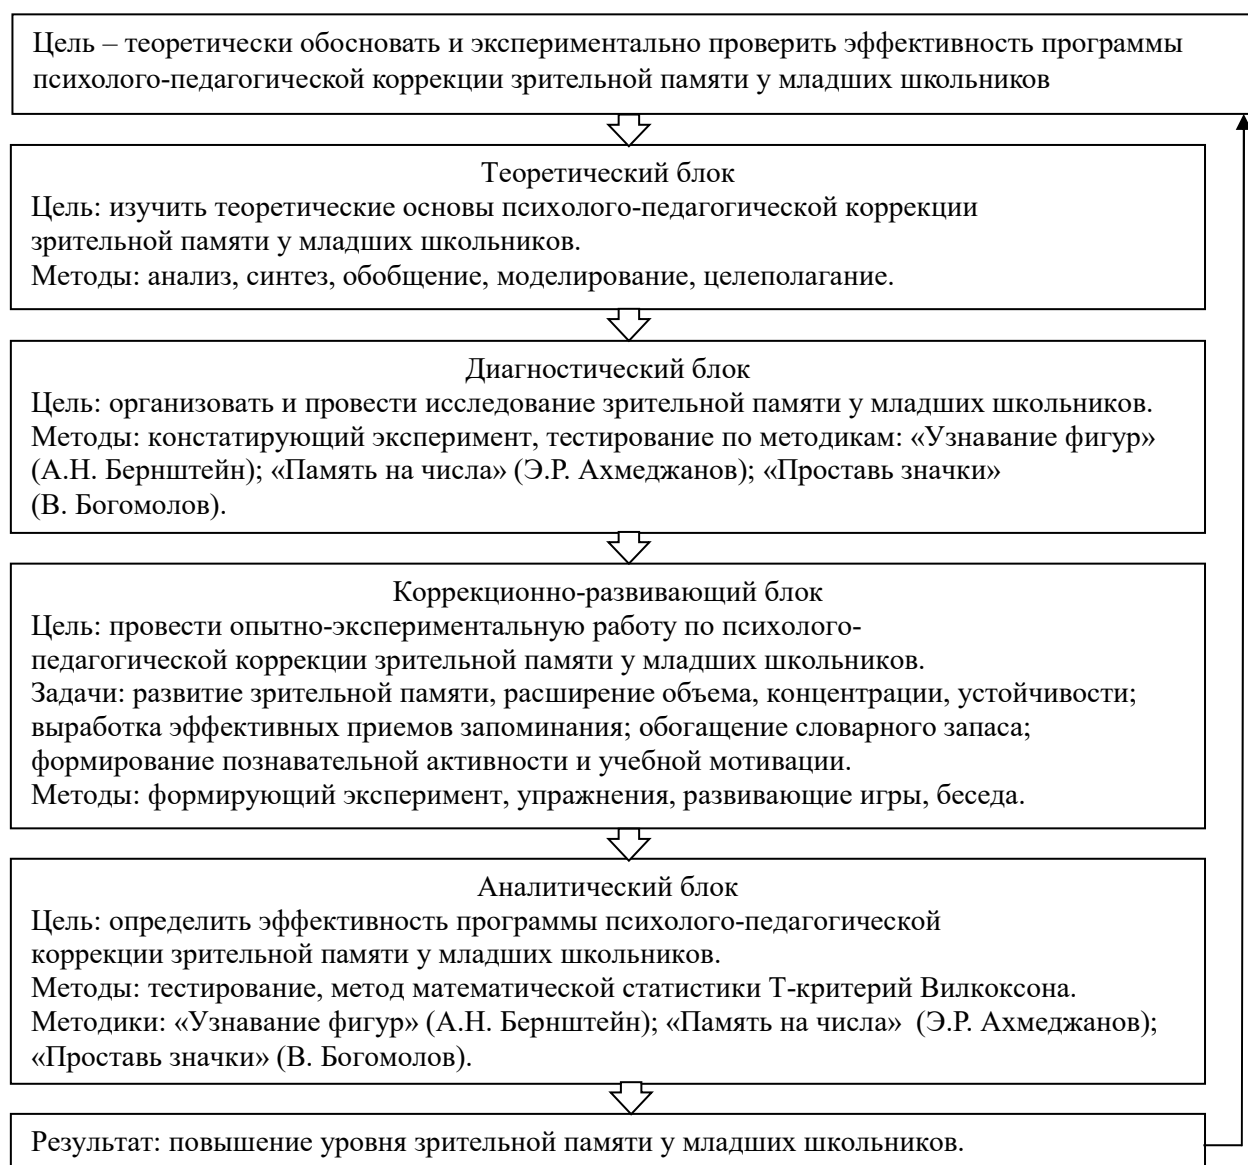 Цель – теоретически обосновать и экспериментально проверить эффективность программы
психолого-педагогической коррекции зрительной памяти у младших школьников
Теоретический блок
Цель: изучить теоретические основы психолого-педагогической коррекции
зрительной памяти у младших школьников.
Методы: анализ, синтез, обобщение, моделирование, целеполагание.
Диагностический блок
Цель: организовать и провести исследование зрительной памяти у младших школьников.
Методы: констатирующий эксперимент, тестирование по методикам: «Узнавание фигур»
(А.Н. Бернштейн); «Память на числа» (Э.Р. Ахмеджанов); «Проставь значки»
(В. Богомолов).
Коррекционно-развивающий блок
Цель: провести опытно-экспериментальную работу по психолого-
педагогической коррекции зрительной памяти у младших школьников.
Задачи: развитие зрительной памяти, расширение объема, концентрации, устойчивости;
выработка эффективных приемов запоминания; обогащение словарного запаса;
формирование познавательной активности и учебной мотивации.
Методы: формирующий эксперимент, упражнения, развивающие игры, беседа.
Аналитический блок
Цель: определить эффективность программы психолого-педагогической
коррекции зрительной памяти у младших школьников.
Методы: тестирование, метод математической статистики Т-критерий Вилкоксона.
Методики: «Узнавание фигур» (А.Н. Бернштейн); «Память на числа» (Э.Р. Ахмеджанов);
«Проставь значки» (В. Богомолов).
Результат: повышение уровня зрительной памяти у младших школьников.